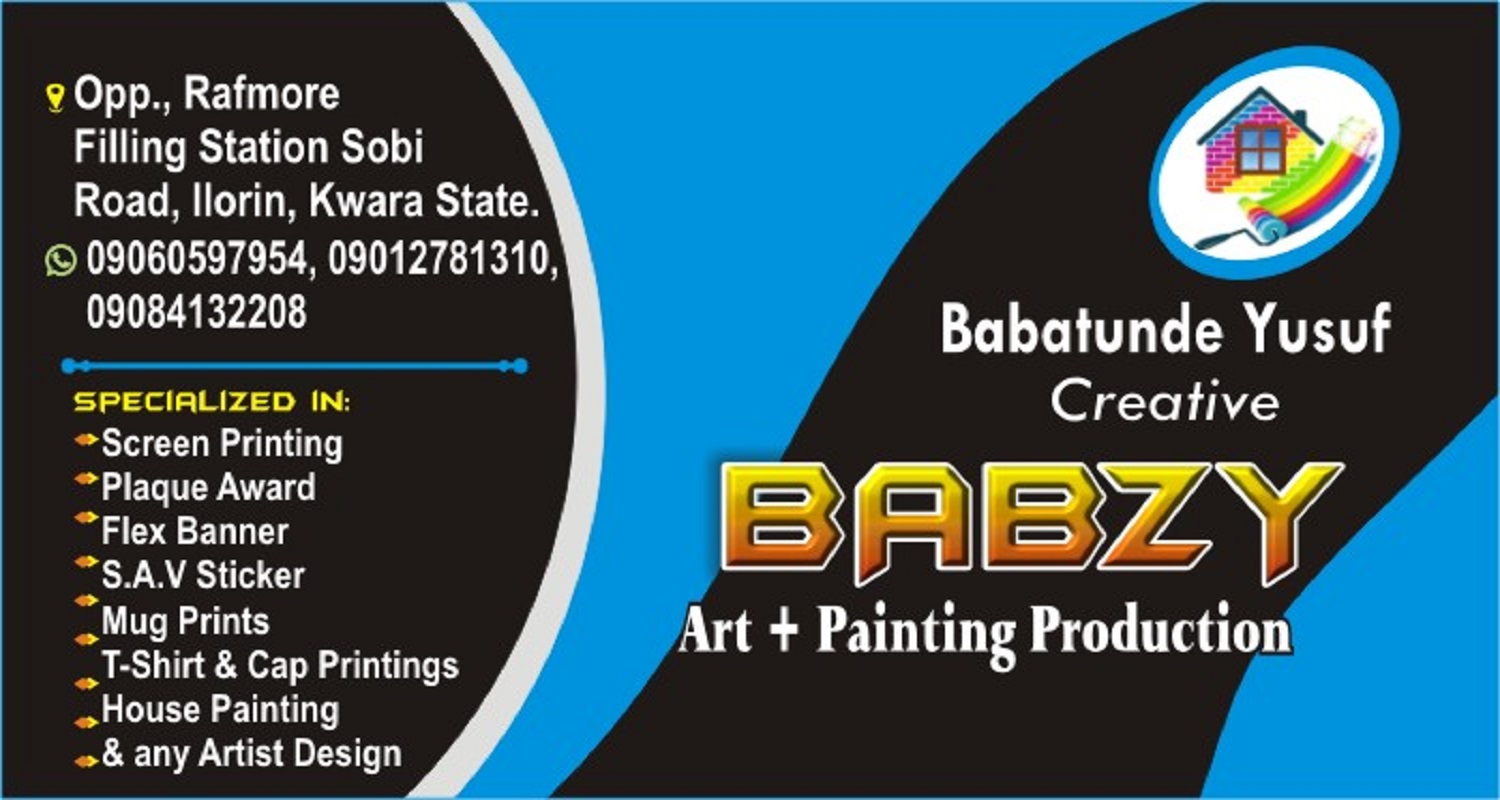 Opp., Rafmore
Filling Station Sobi
Road, Ilorin, Kwara State.
09060597954, 09012781310,
09084132208
SPECIALIZED IN:
Screen Printing
Plaque Award
Flex Banner
S.A.V Sticker
Mug Prints
T-Shirt & Cap Printings
House Painting
& any Artist Design
Babatunde Yusuf
Creative
BABZY
Art + Painting Production